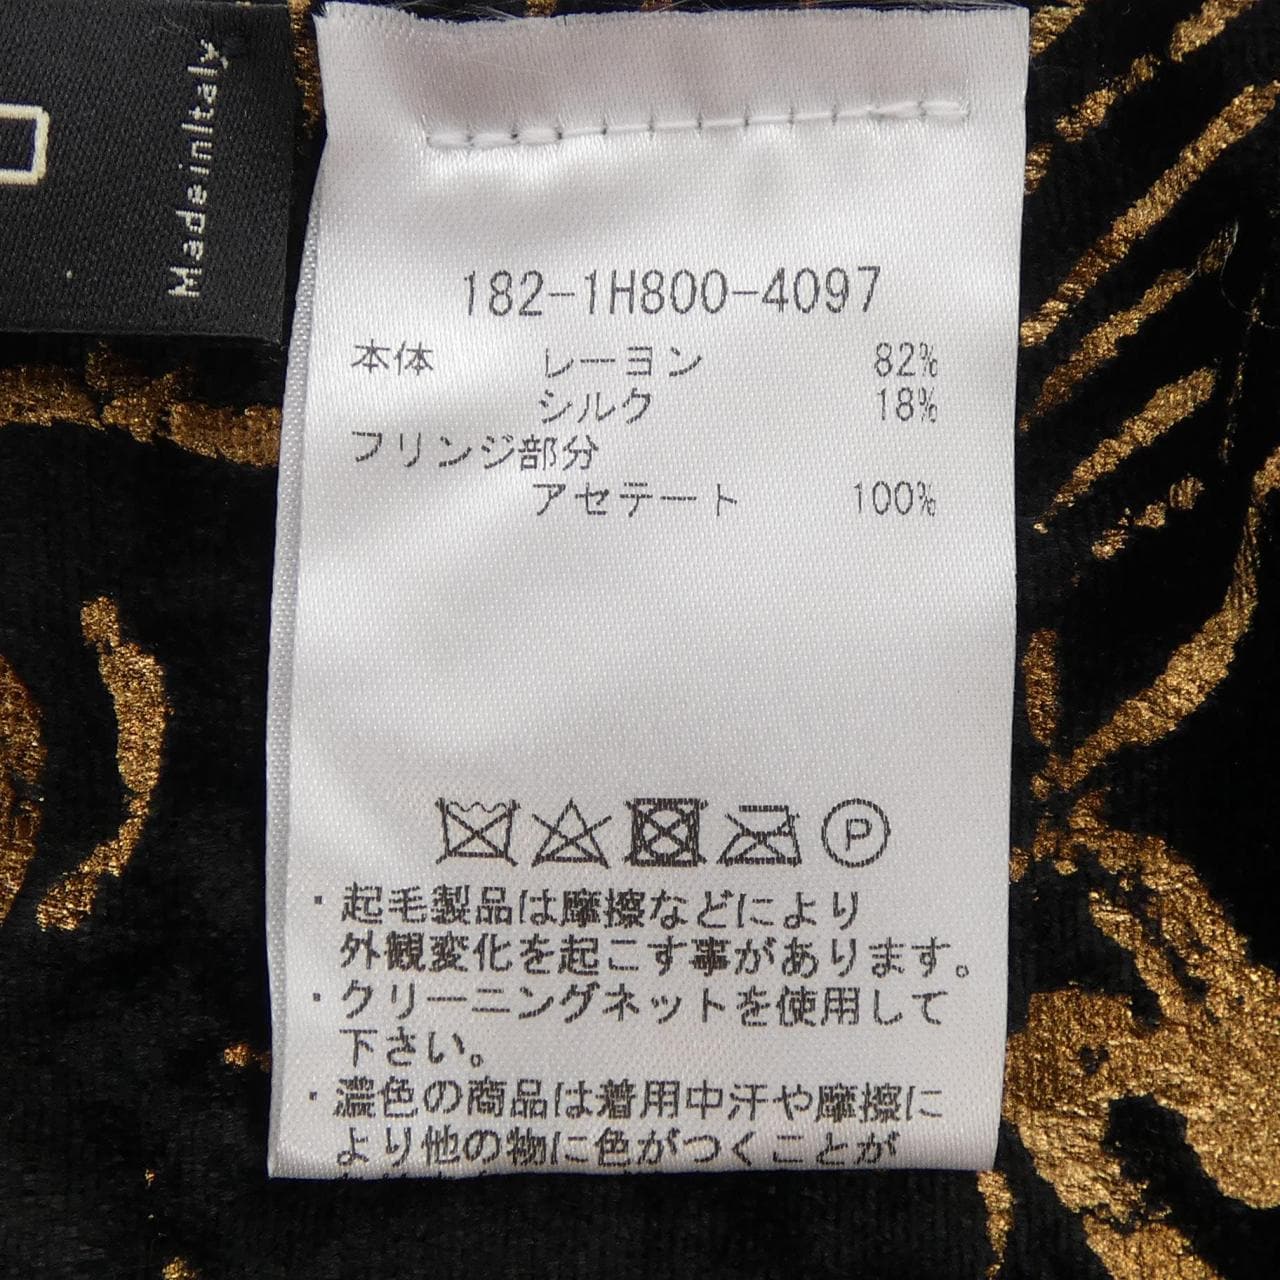 Made in Italy
182-1H800-4097
本体 レーヨン 82%
シルク 18%
フリンジ部分
アセテート 100%
P
・起毛製品は摩擦などにより
外観変化を起こす事があります。
・クリーニングネットを使用して
下さい。
・濃色の商品は着用中汗や摩擦に
より他の物に色がつくことが